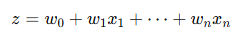 z = w₀ + w₁x₁ + ⋯ + wₙxₙ